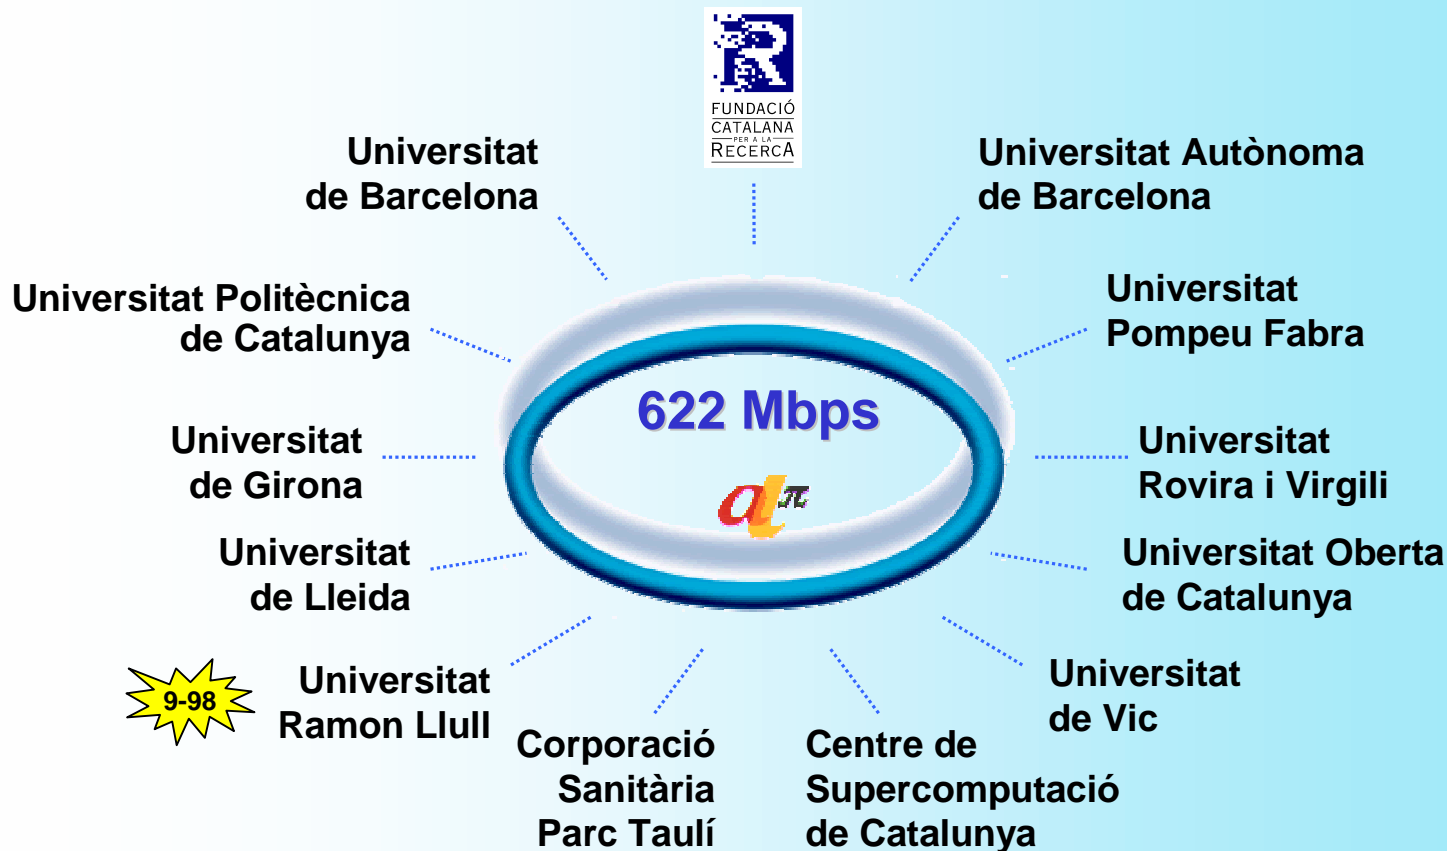 FUNDACIÓ
CATALANA
PER A LA
RECERCA
Universitat
de Barcelona
Universitat Autònoma
de Barcelona
Universitat Politècnica
de Catalunya
Universitat
Pompeu Fabra
622 Mbps
Universitat
de Girona
Universitat
Rovira i Virgili
al π
Universitat
de Lleida
Universitat Oberta
de Catalunya
9-98
Universitat
Ramon Llull
Universitat
de Vic
Corporació
Sanitària
Parc Taulí
Centre de
Supercomputació
de Catalunya